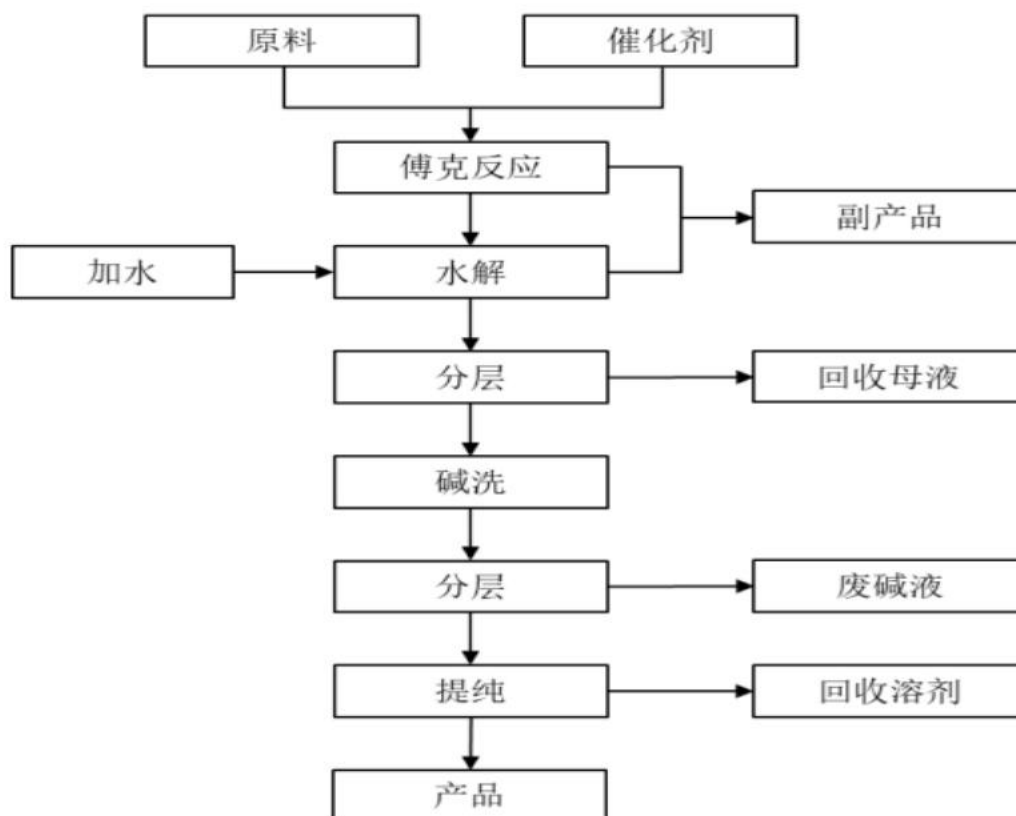 原料
催化剂
傅克反应
副产品
加水
水解
分层
回收母液
碱洗
分层
废碱液
提纯
回收溶剂
产品